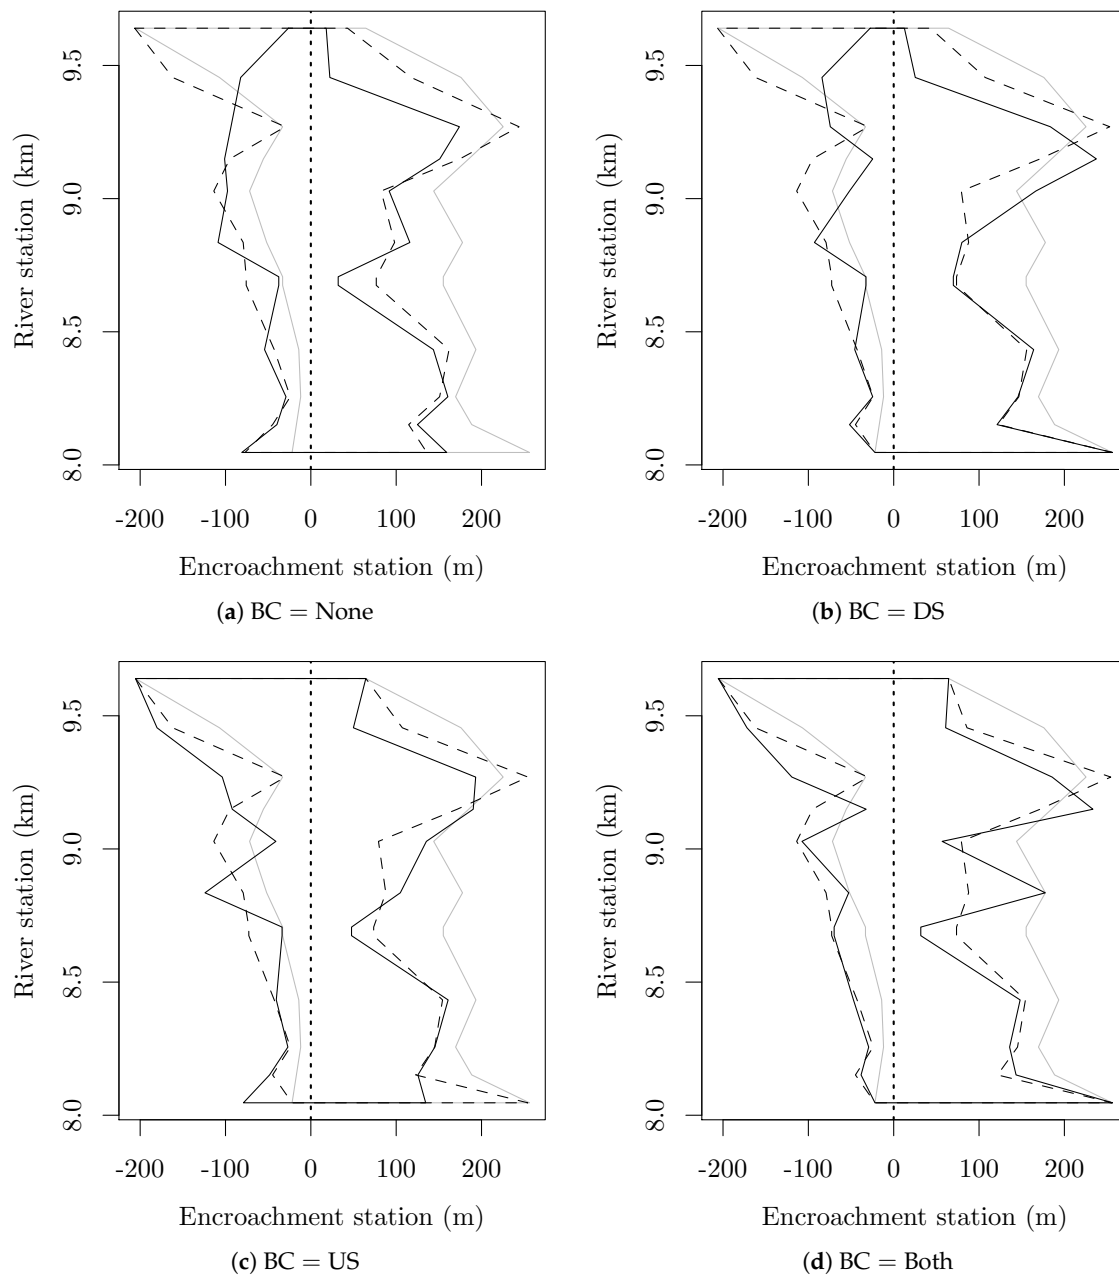 9.5
9.0
8.5
8.0
River station (km)
-200 -100 0 100 200
Encroachment station (m)
(a) BC = None
9.5
9.0
8.5
8.0
River station (km)
-200 -100 0 100 200
Encroachment station (m)
(b) BC = DS
9.5
9.0
8.5
8.0
River station (km)
-200 -100 0 100 200
Encroachment station (m)
(c) BC = US
9.5
9.0
8.5
8.0
River station (km)
-200 -100 0 100 200
Encroachment station (m)
(d) BC = Both